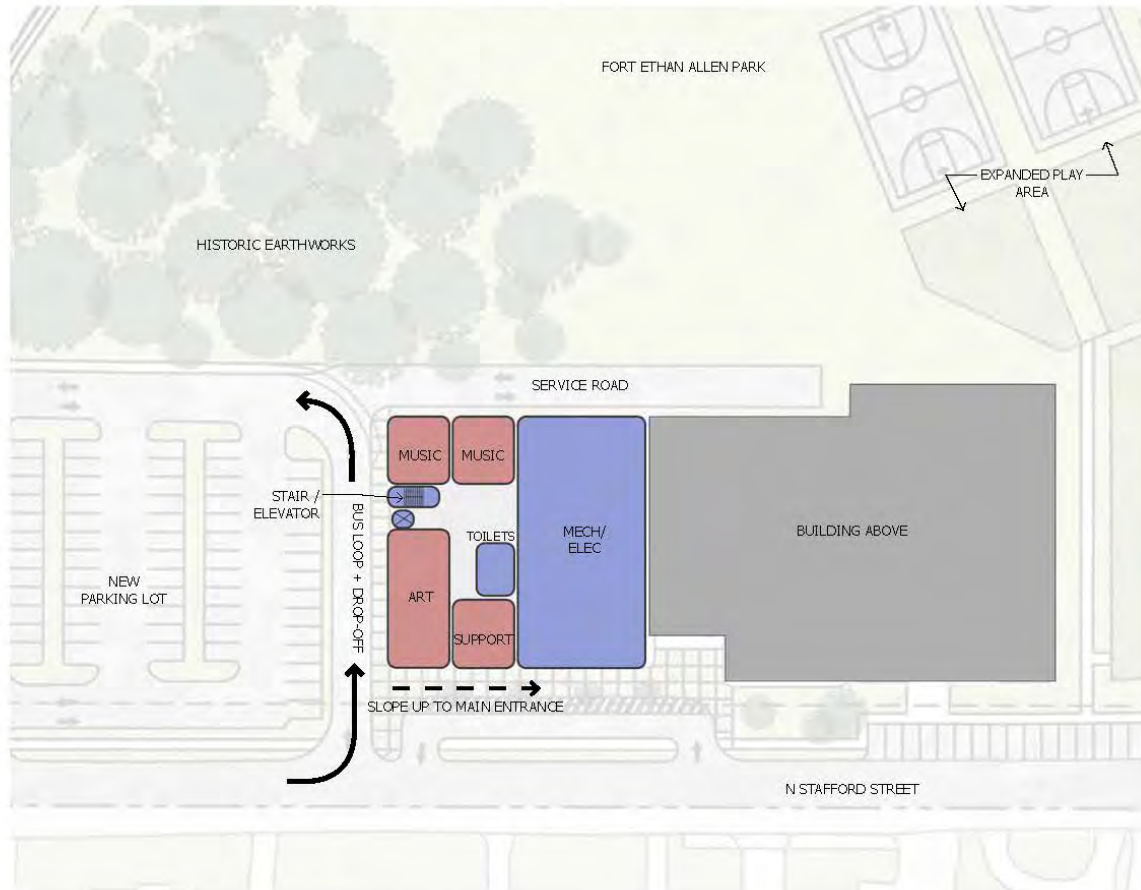 FORT ETHAN ALLEN PARK
EXPANDED PLAY
AREA
HISTORIC EARTHWORKS
SERVICE ROAD
MUSIC
MUSIC
STAIR /
ELEVATOR
BUS LOOP + DROP-OFF
TOILETS
MECH/
ELEC
BUILDING ABOVE
NEW
PARKING LOT
ART
SUPPORT
SLOPE UP TO MAIN ENTRANCE
N STAFFORD STREET